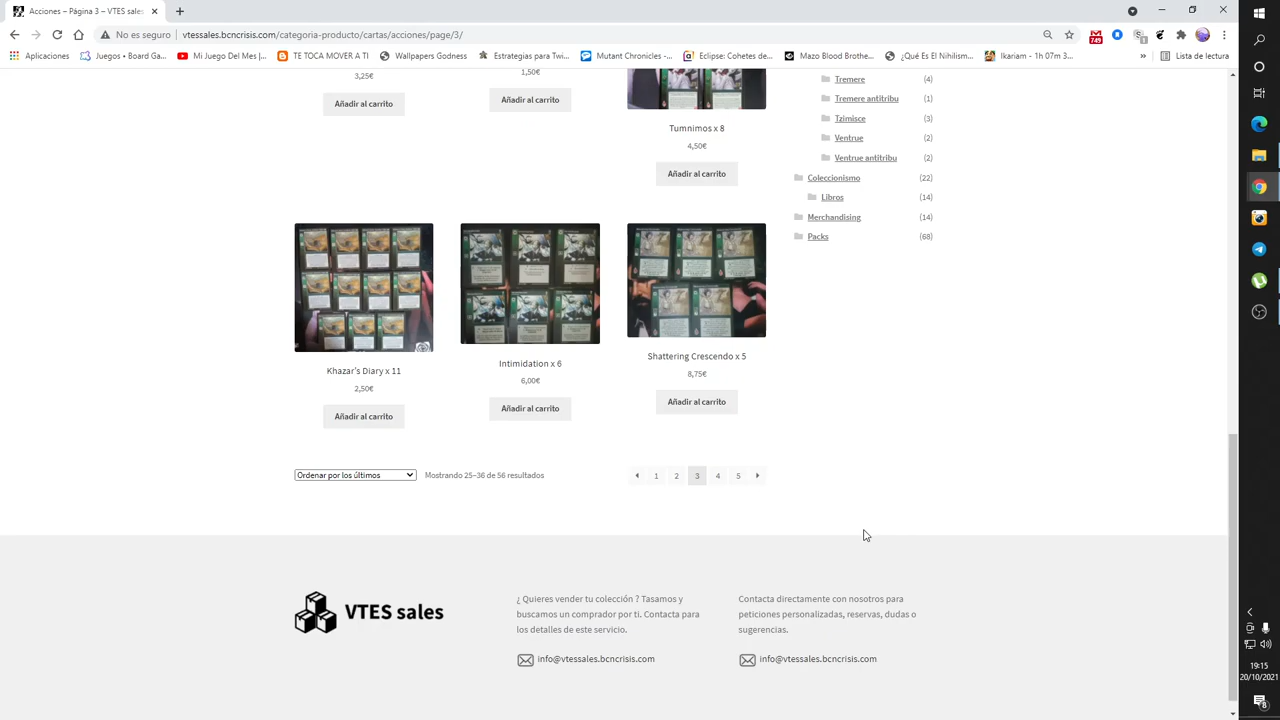 Acciones – Página 3 – VTES sales
No es seguro
vtessales.bcncrisis.com/categoria-producto/cartas/acciones/page/3/
749
Aplicaciones
Juegos • Board Ga...
Mi Juego Del Mes |...
TE TOCA MOVER A TI
Wallpapers Godness
Estrategias para Twi...
Mutant Chronicles -...
Eclipse: Cohetes de...
Mazo Blood Brothe...
¿Qué Es El Nihilism...
Ikariam - 1h 07m 3...
»
Lista de lectura
3,25€
Añadir al carrito
1,50€
Añadir al carrito
Tumnimos x 8
4,50€
Añadir al carrito
Tremere (4)
Tremere antitribu (1)
Tzimisce (3)
Ventrue (2)
Ventrue antitribu (2)
Coleccionismo (22)
Libros (14)
Merchandising (14)
Packs (68)
Khazar's Diary x 11
2,50€
Añadir al carrito
Intimidation x 6
6,00€
Añadir al carrito
Shattering Crescendo x 5
8,75€
Añadir al carrito
Ordenar por los últimos
Mostrando 25–36 de 56 resultados
1 2 3 4 5
VTES sales
¿ Quieres vender tu colección ? Tasamos y
buscamos un comprador por ti. Contacta para
los detalles de este servicio.
info@vtessales.bcncrisis.com
Contacta directamente con nosotros para
peticiones personalizadas, reservas, dudas o
sugerencias.
info@vtessales.bcncrisis.com
19:15
20/10/2021
8